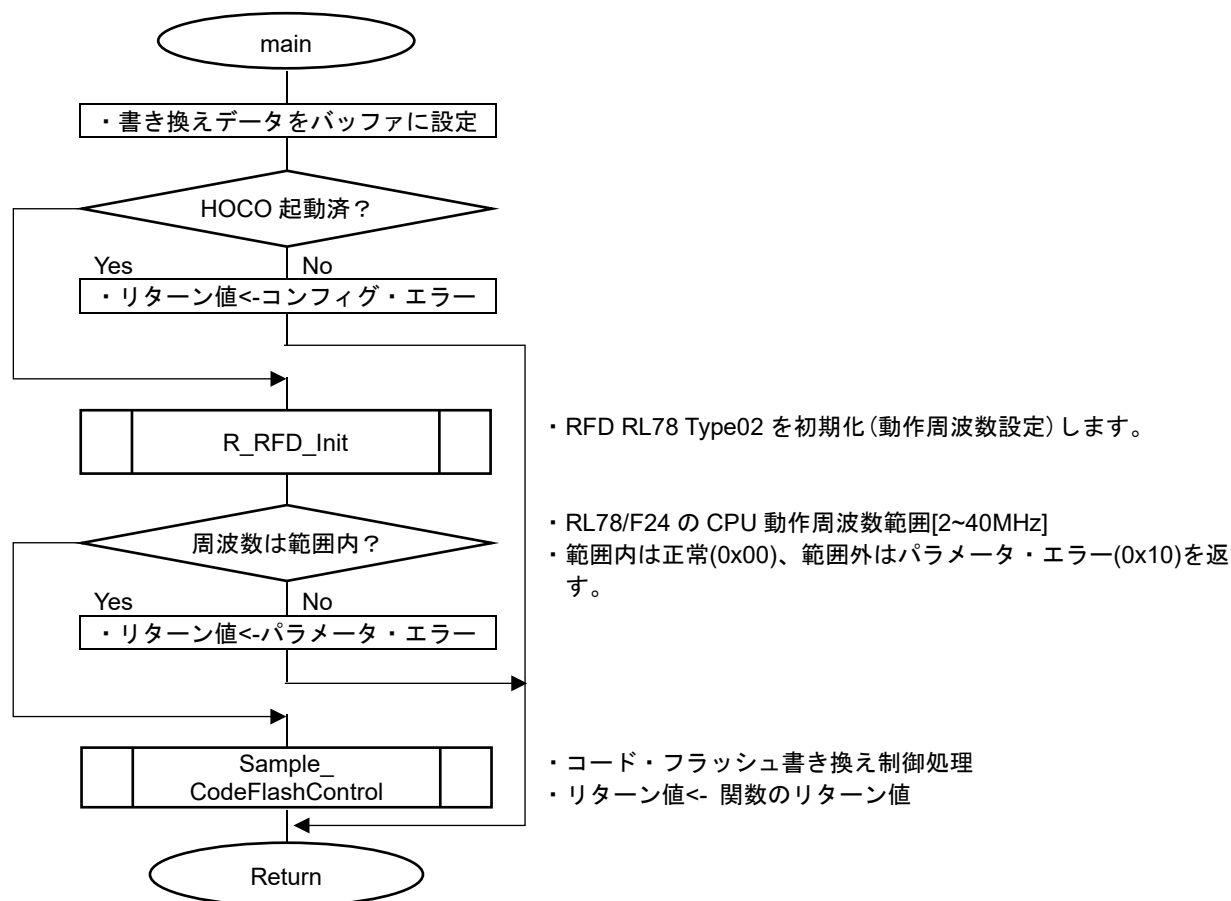 main
・書き換えデータをバッファに設定
HOCO 起動済？
Yes No
・リターン値<-コンフィグ・エラー
R_RFD_Init
・RFD RL78 Type02 を初期化（動作周波数設定）します。
周波数は範囲内？
・RL78/F24 の CPU 動作周波数範囲[2~40MHz]
・範囲内は正常(0x00)、範囲外はパラメータ・エラー(0x10)を返
す。
Yes No
・リターン値<-パラメータ・エラー
Sample_
CodeFlashControl
・コード・フラッシュ書き換え制御処理
・リターン値<- 関数のリターン値
Return